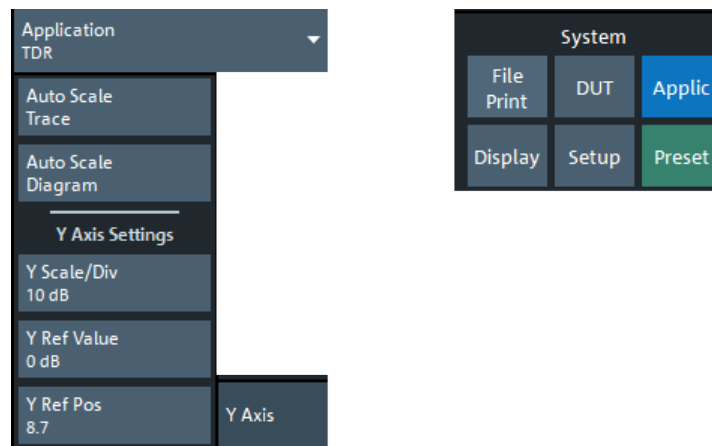 Application
TDR
Auto Scale
Trace
Auto Scale
Diagram
Y Axis Settings
Y Scale/Div
10 dB
Y Ref Value
0 dB
Y Ref Pos
8.7
Y Axis
System
File
Print
DUT
Applic
Display
Setup
Preset